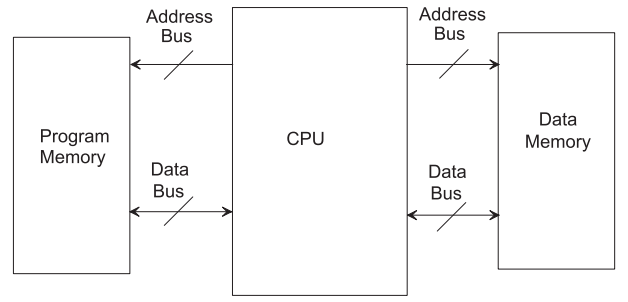 Address
Bus
Address
Bus
Program
Memory
CPU
Data
Memory
Data
Bus
Data
Bus